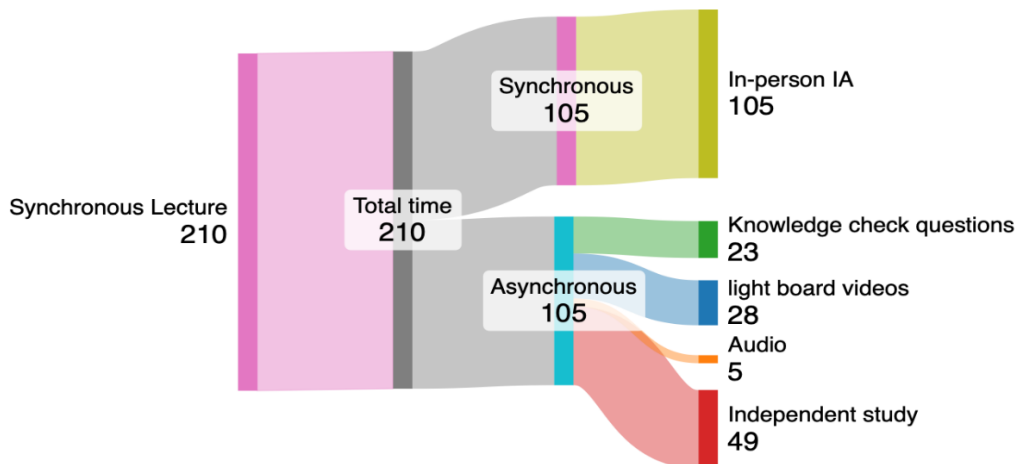 Synchronous Lecture
210
Total time
210
Synchronous
105
Asynchronous
105
In-person IA
105
Knowledge check questions
23
light board videos
28
Audio
5
Independent study
49